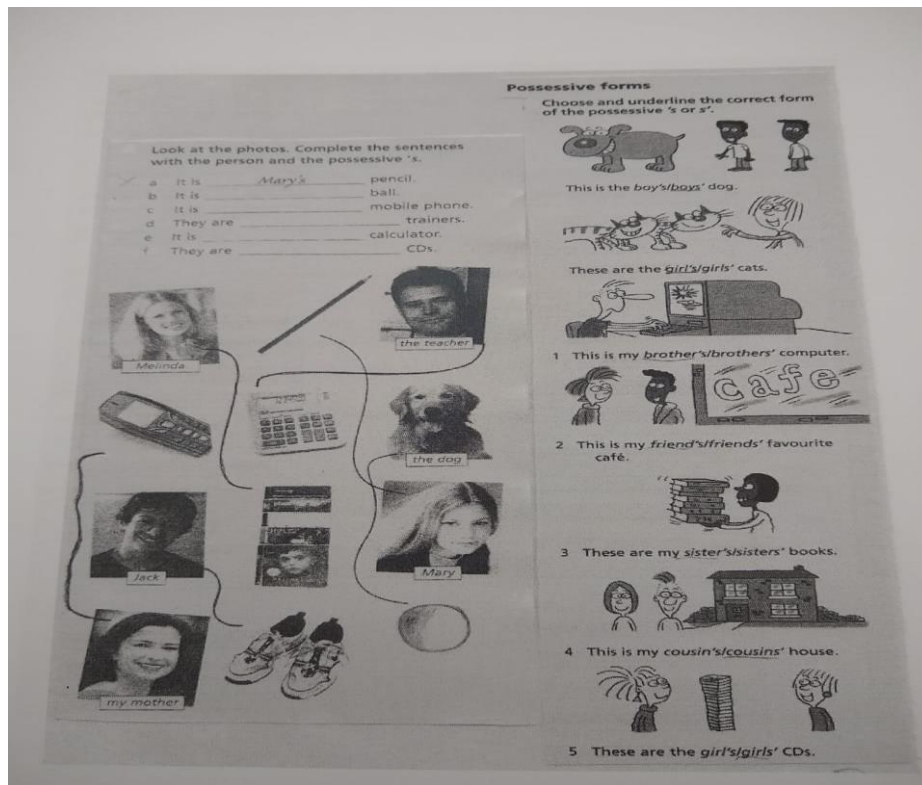 Look at the photos. Complete the sentences
with the person and the possessive 's.
a It is Mary's pencil.
b It is ____________ ball.
c It is ____________ mobile phone.
d They are ____________ trainers.
e It is ____________ calculator.
f They are ____________ CDs.
Melinda
the teacher
the dog
Jack
Mary
my mother
Possessive forms
Choose and underline the correct form
of the possessive 's or s'.
This is the boy's/boys' dog.
These are the girl's/girls' cats.
1 This is my brother's/brothers' computer.
Cafe
2 This is my friend's/friends' favourite
café.
3 These are my sister's/sisters' books.
4 This is my cousin's/cousins' house.
5 These are the girl's/girls' CDs.